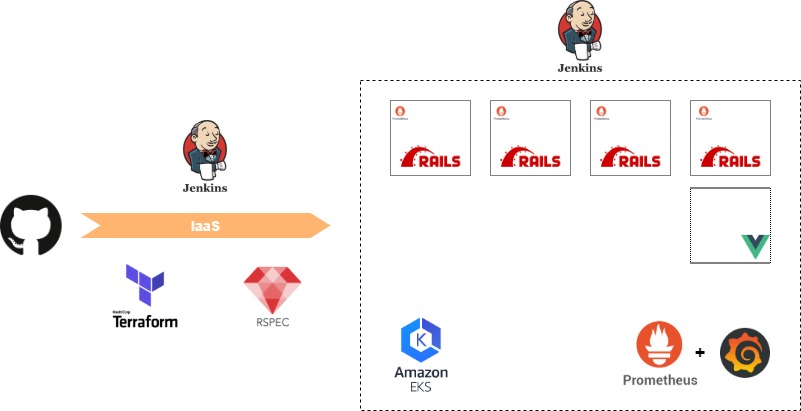 Jenkins
Prometheus
Prometheus
Prometheus
Prometheus
RAILS
RAILS
RAILS
RAILS
Jenkins
IaaS
HashiCorp
Terraform
RSPEC
K
Amazon
EKS
+
Prometheus